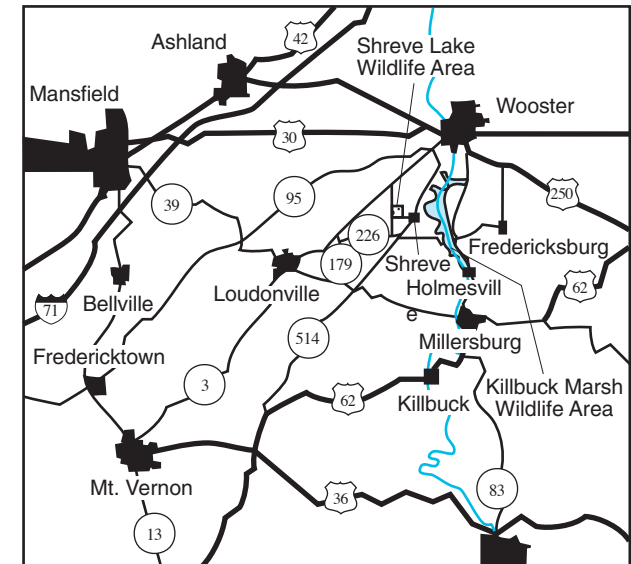 42
Ashland
Shreve Lake
Wildlife Area
Mansfield
Wooster
30
39
95
250
226
179
Fredericksburg
Shreve
Holmesvill
e
62
71
Bellville
Loudonville
514
Millersburg
Fredericktown
3
62
Killbuck
Killbuck Marsh
Wildlife Area
Mt. Vernon
36
83
13